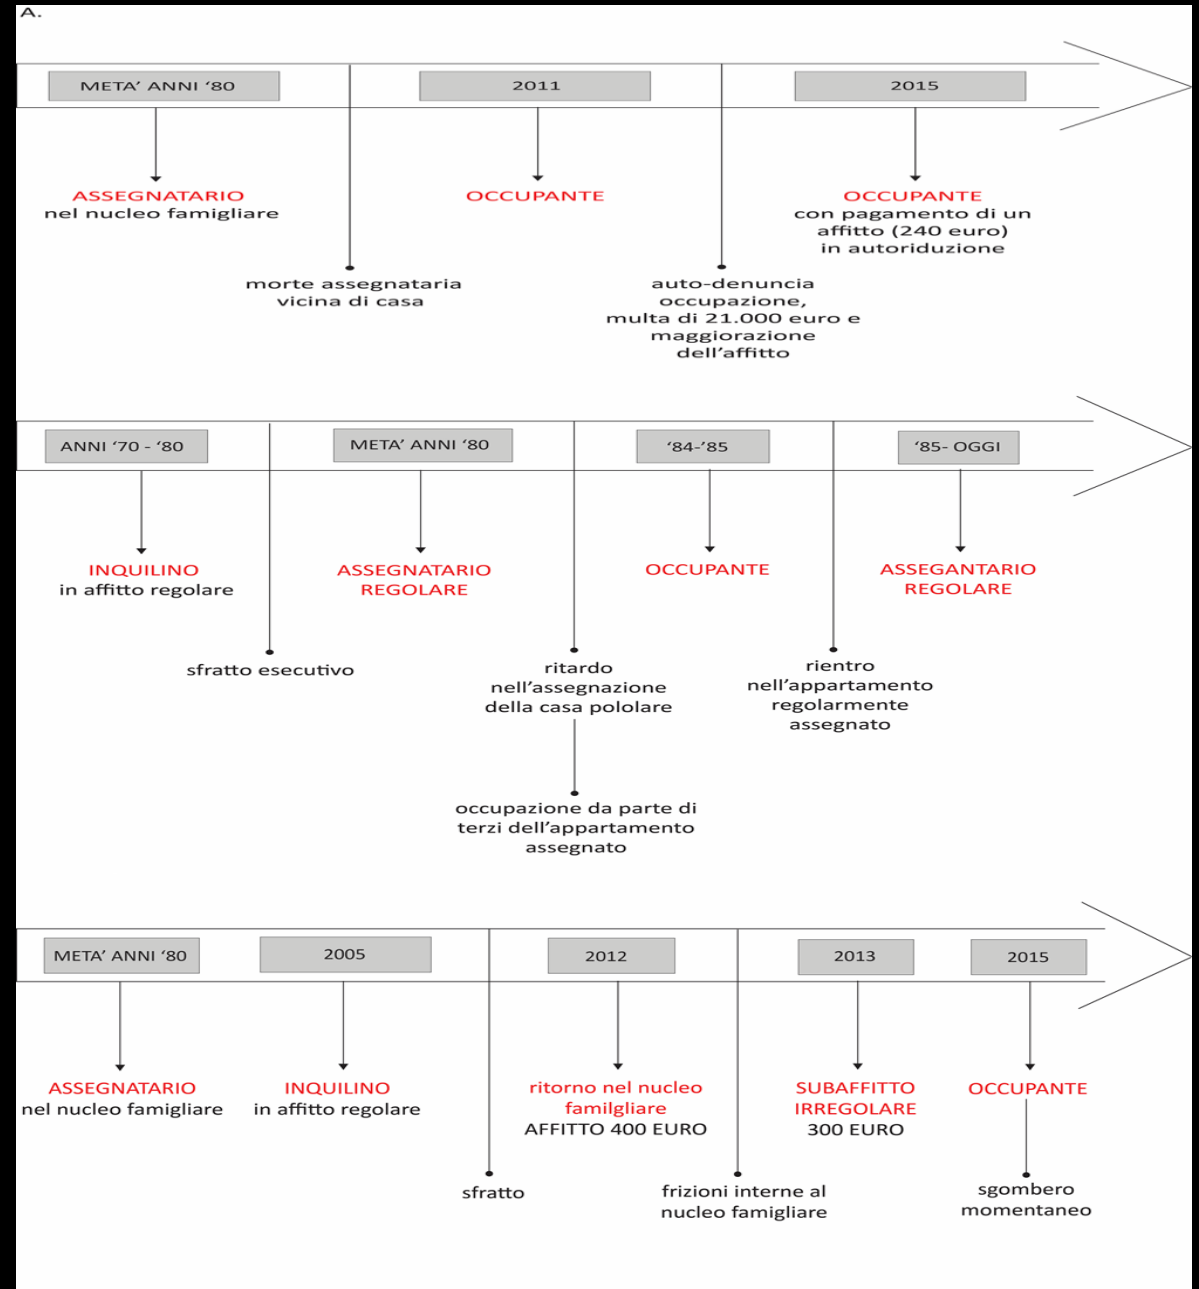 A.
META’ ANNI ‘80
2011
2015
ASSEGNATARIO
nel nucleo famigliare
OCCUPANTE
OCCUPANTE
con pagamento di un
affitto (240 euro)
in autoriduzione
morte assegnataria
vicina di casa
auto-denuncia
occupazione,
multa di 21.000 euro e
maggiorazione
dell’affitto
ANNI ‘70 - ‘80
META’ ANNI ‘80
‘84-’85
‘85- OGGI
INQUILINO
in affitto regolare
ASSEGNATARIO
REGOLARE
OCCUPANTE
ASSEGANTARIO
REGOLARE
sfratto esecutivo
ritardo
nell’assegnazione
della casa pololare
rientro
nell’appartamento
regolarmente
assegnato
occupazione da parte di
terzi dell’appartamento
assegnato
META’ ANNI ‘80
2005
2012
2013
2015
ASSEGNATARIO
nel nucleo famigliare
INQUILINO
in affitto regolare
ritorno nel nucleo
familgliare
AFFITTO 400 EURO
SUBAFFITTO
IRREGOLARE
300 EURO
OCCUPANTE
sfratto
frizioni interne al
nucleo famigliare
sgombero
momentaneo